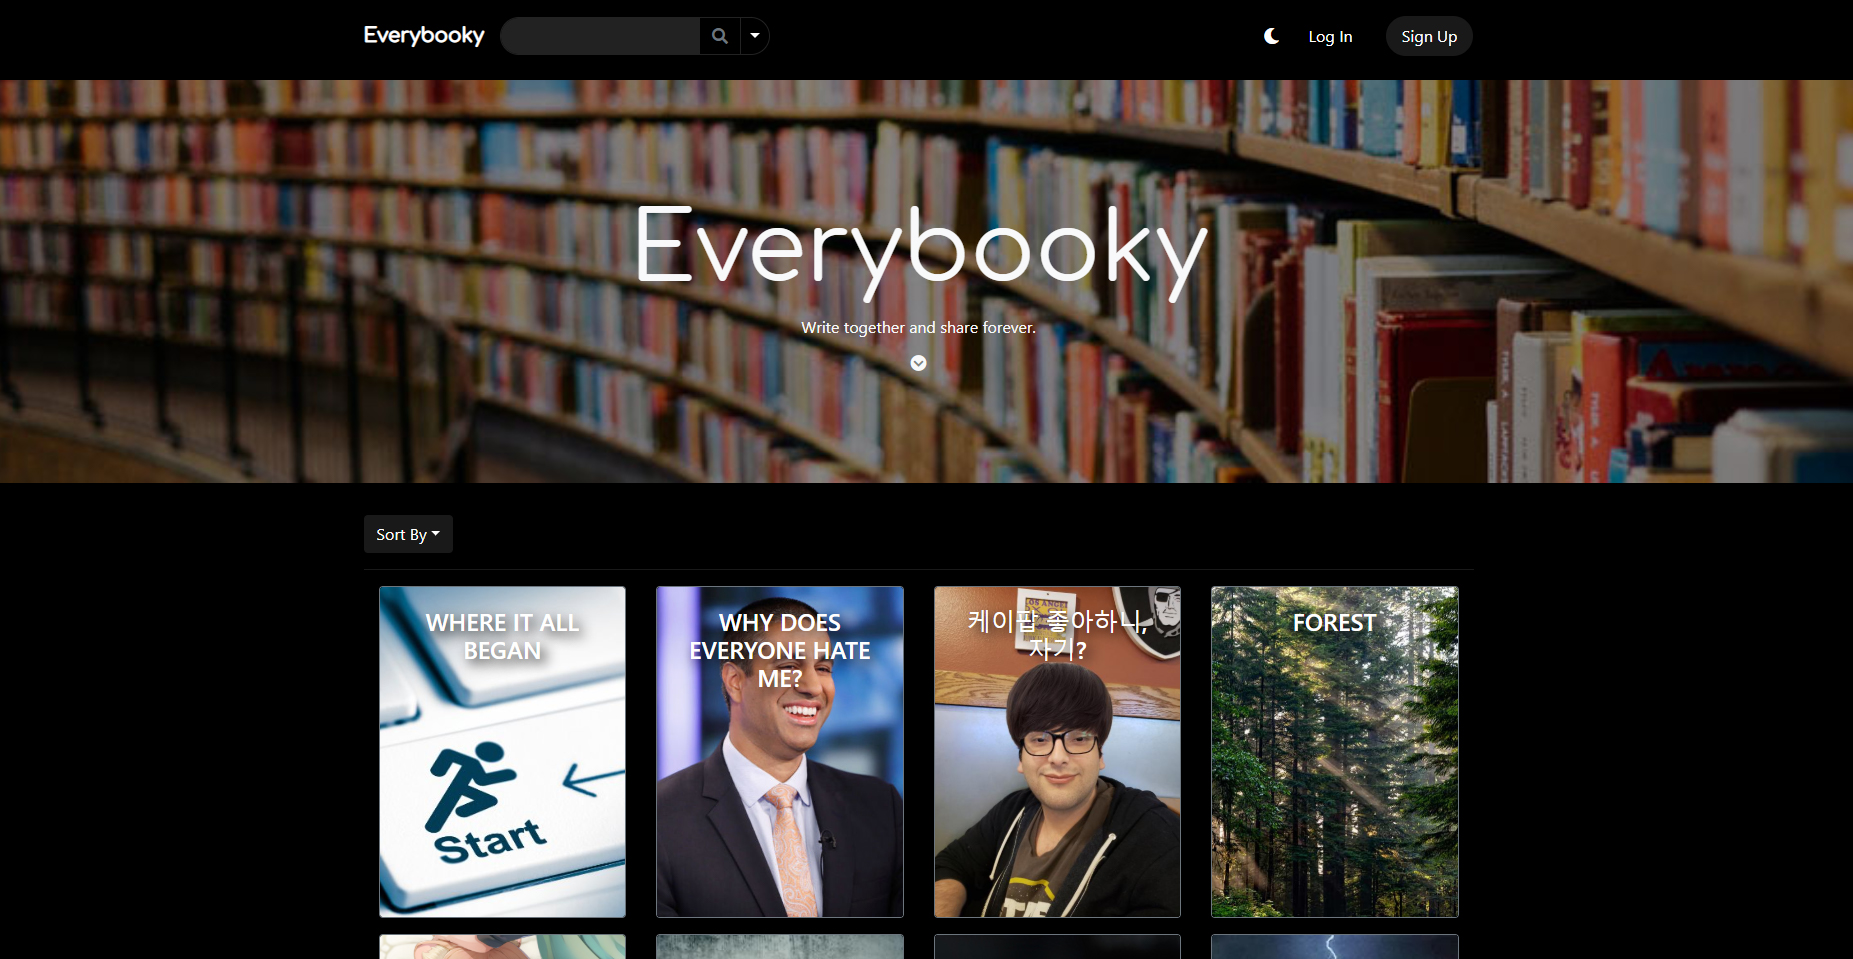 Everybooky
Log In
Sign Up
Everybooky
Write together and share forever.
Sort By
WHERE IT ALL
BEGAN
WHY DOES
EVERYONE HATE
ME?
케이팝 좋아하니,
자기?
FOREST
Start